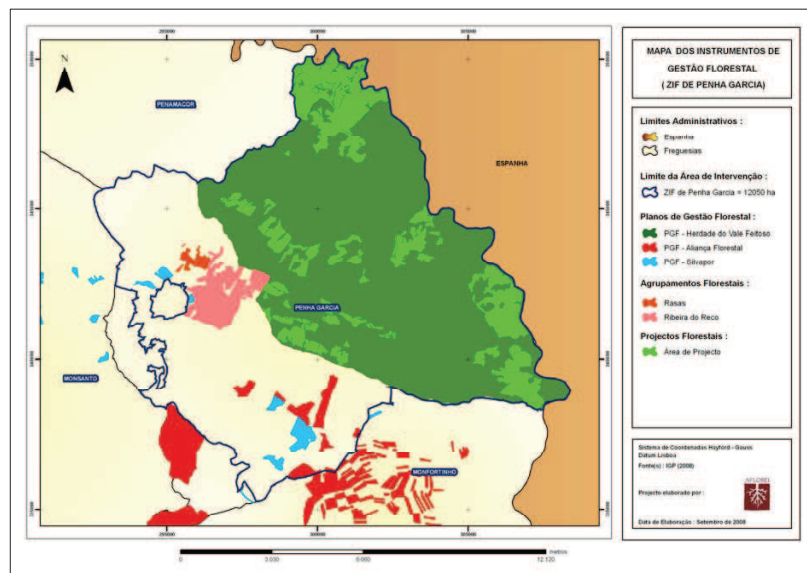 MAPA DOS INSTRUMENTOS DE
GESTÃO FLORESTAL
( ZIF DE PENHA GARCIA)
Limites Administrativos :
Espanha
Freguesias
Limite da Área de Intervenção :
ZIF de Penha Garcia = 12050 ha
Planos de Gestão Florestal :
PGF - Herdade do Vale Feitoso
PGF - Aliança Florestal
PGF - Silvapor
Agrupamentos Florestais :
Rasas
Ribeira do Reco
Projectos Florestais :
Área de Projecto
Sistema de Coordenadas Hayford - Gauss
Datum Lisboa
Fonte(s) : IGP (2008)
Projecto elaborado por :
AFLOREI
Data de Elaboração : Setembro de 2008
N
PENAMACOR
ESPANHA
PENHA GARCIA
MONSANTO
MONFORTINHO
0
3.000
6.000
12.120
metros